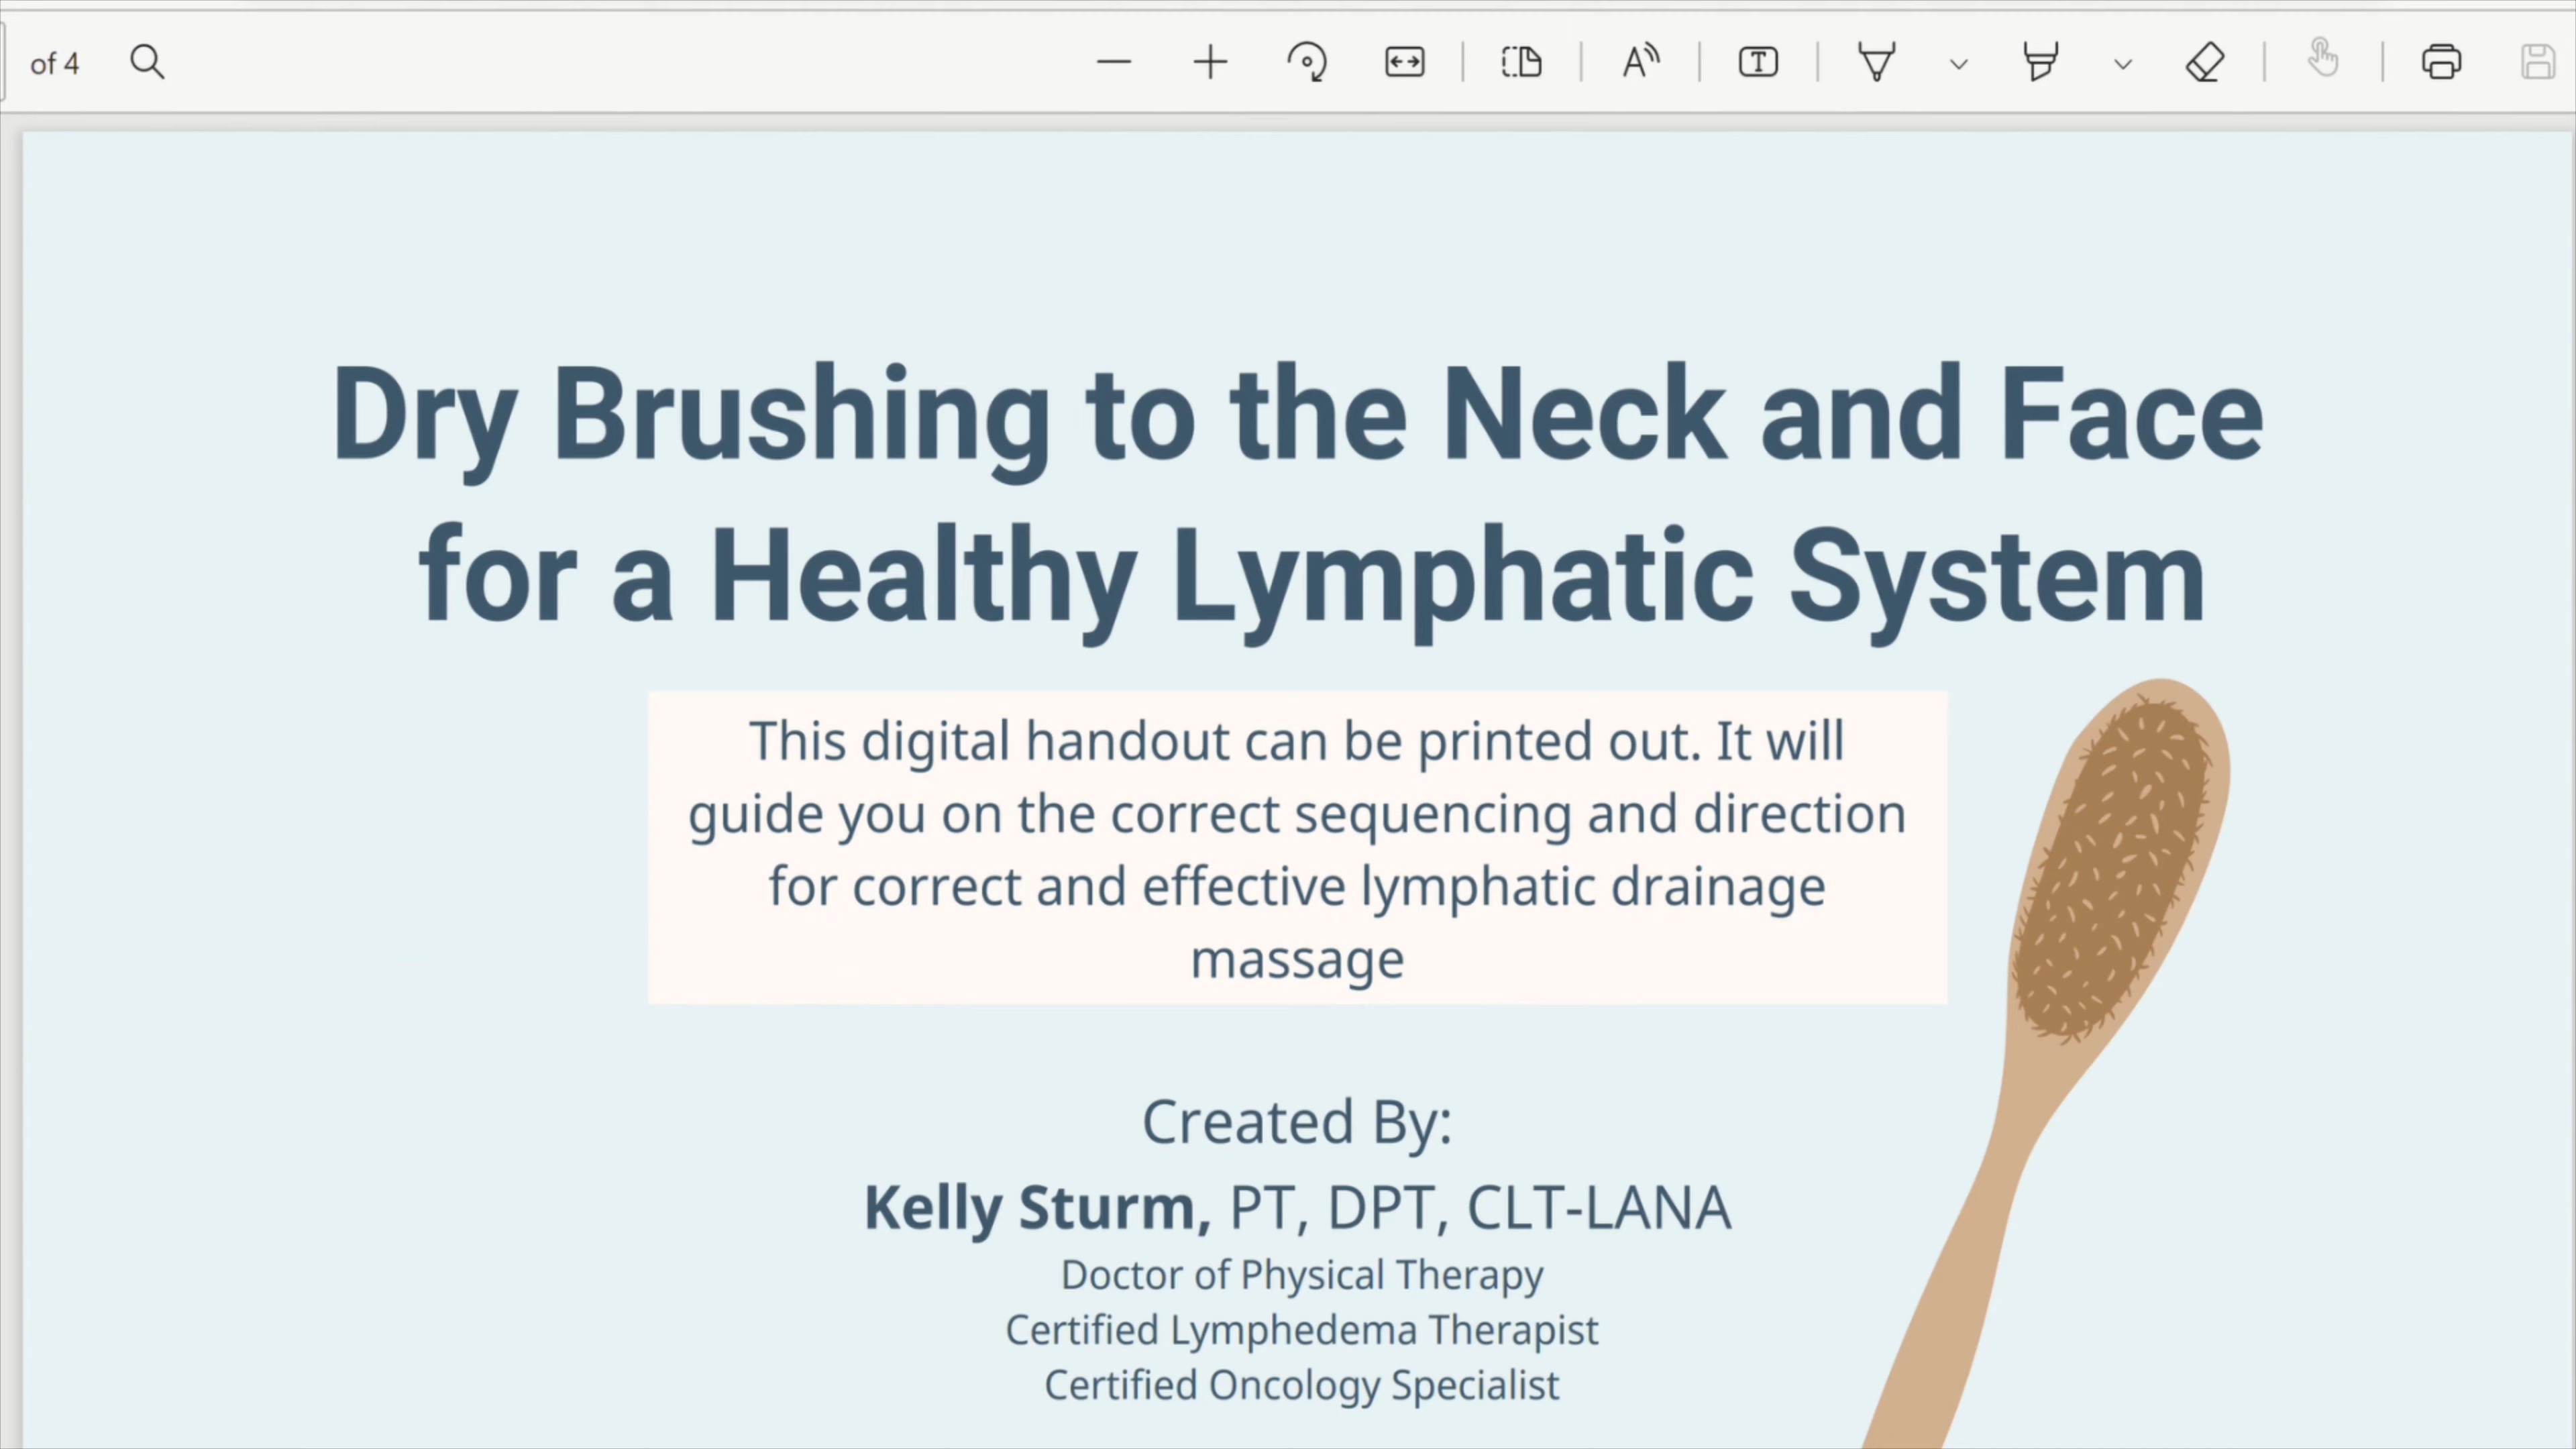 of 4
Dry Brushing to the Neck and Face
for a Healthy Lymphatic System
This digital handout can be printed out. It will
guide you on the correct sequencing and direction
for correct and effective lymphatic drainage
massage
Created By:
Kelly Sturm, PT, DPT, CLT-LANA
Doctor of Physical Therapy
Certified Lymphedema Therapist
Certified Oncology Specialist